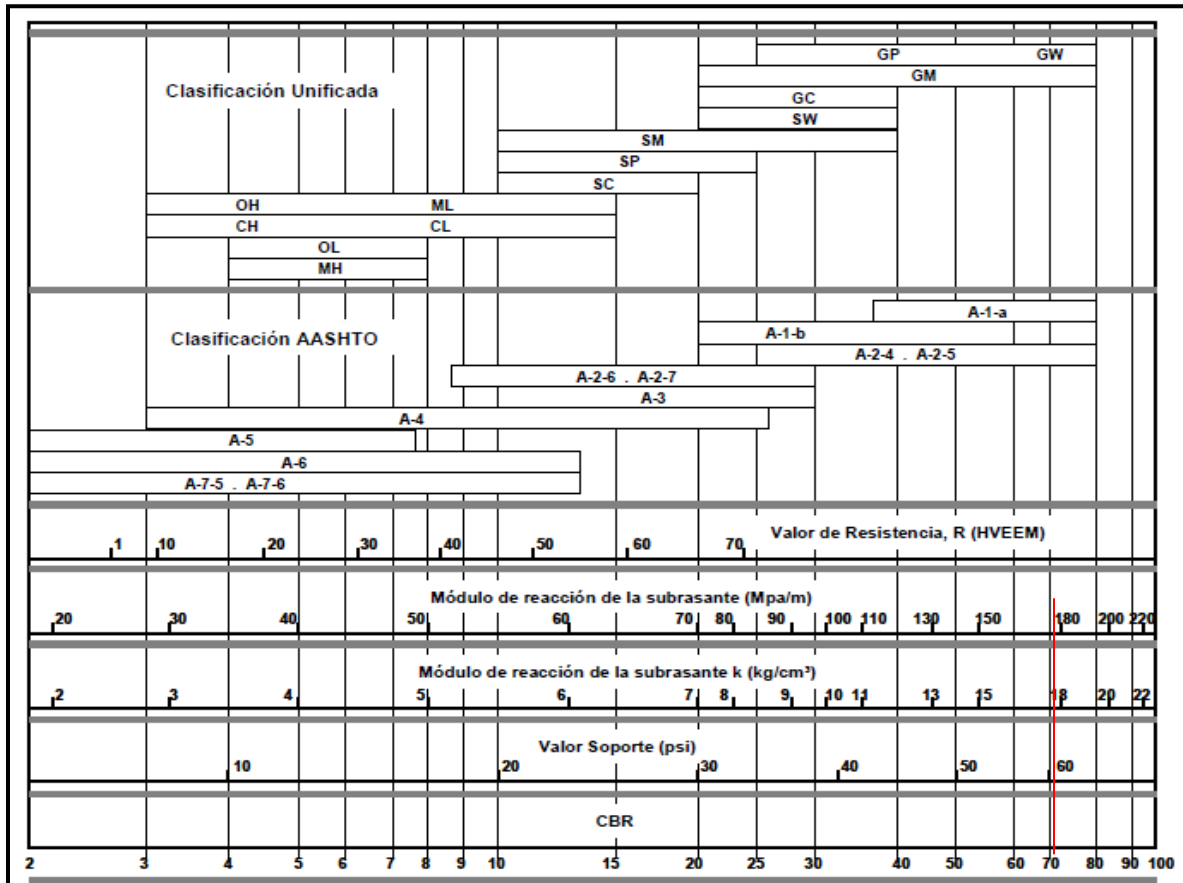 GP GW
GM
Clasificación Unificada
GC
SW
SM
SP
SC
OH ML
CH CL
OL
MH
A-1-a
Clasificación AASHTO
A-1-b
A-2-4 . A-2-5
A-2-6 . A-2-7
A-3
A-4
A-5
A-6
A-7-5 . A-7-6
Valor de Resistencia, R (HVEEM)
1 10 20 30 40 50 60 70
Módulo de reacción de la subrasante (Mpa/m)
20 30 40 50 60 70 80 90 100 110 130 150 180 200 220
Módulo de reacción de la subrasante k (kg/cm³)
2 3 4 5 6 7 8 9 10 11 13 15 18 20 22
Valor Soporte (psi)
10 20 30 40 50 60
CBR
2 3 4 5 6 7 8 9 10 15 20 25 30 40 50 60 70 80 90 100